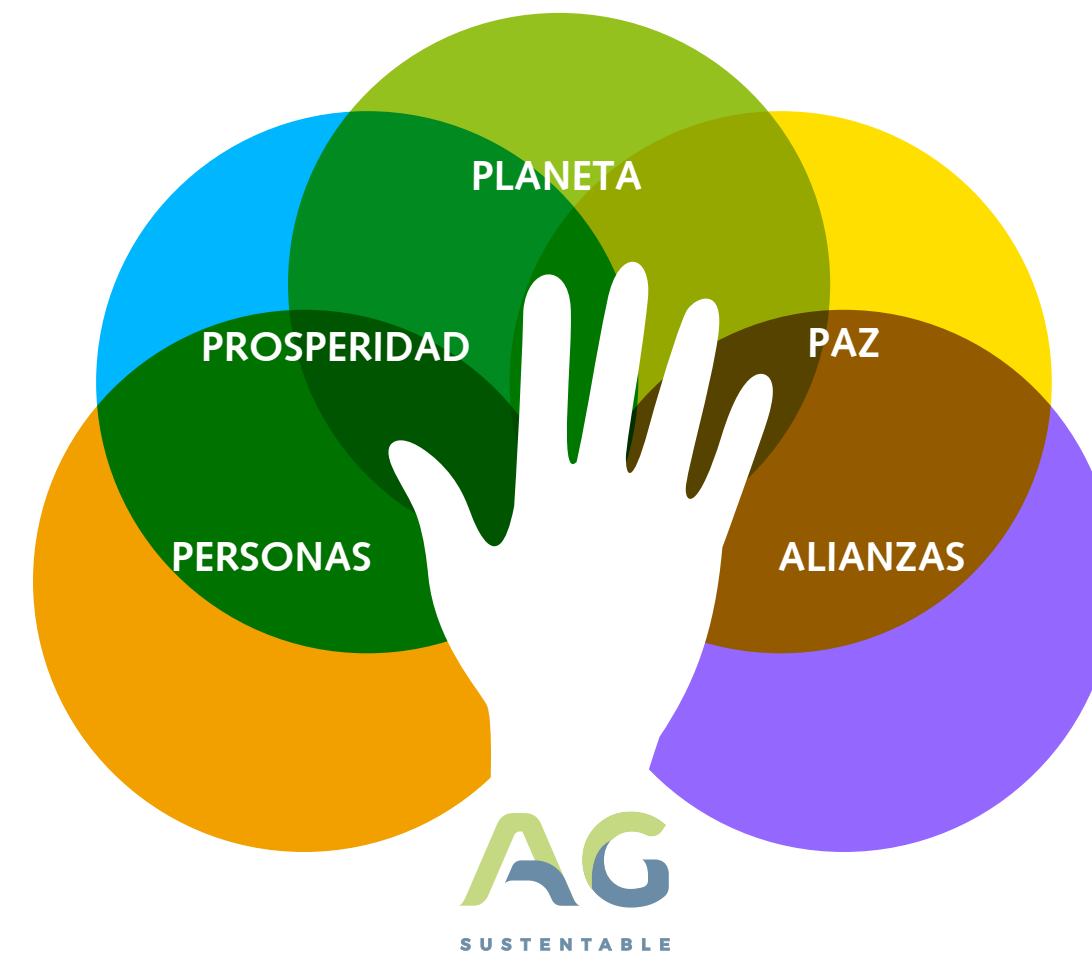 PLANETA
PROSPERIDAD
PAZ
PERSONAS
ALIANZAS
AG
SUSTENTABLE